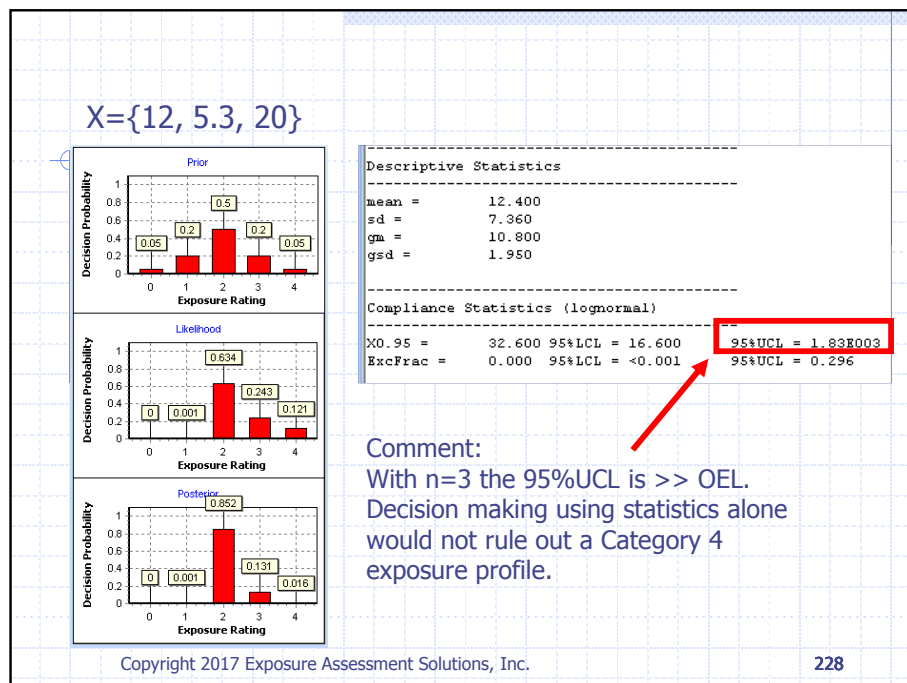 X={12, 5.3, 20}
Prior
Decision Probability
1
0.8
0.6
0.4
0.2
0
0.05
0.2
0.5
0.2
0.05
0 1 2 3 4
Exposure Rating
Likelihood
Decision Probability
1
0.8
0.6
0.4
0.2
0
0
0.001
0.634
0.243
0.121
0 1 2 3 4
Exposure Rating
Posterior
Decision Probability
1
0.8
0.6
0.4
0.2
0
0
0.001
0.852
0.131
0.016
0 1 2 3 4
Exposure Rating
Descriptive Statistics
mean = 12.400
sd = 7.360
gm = 10.800
gsd = 1.950
Compliance Statistics (lognormal)
X0.95 = 32.600 95%LCL = 16.600 95%UCL = 1.83E003
ExcFrac = 0.000 95%LCL = <0.001 95%UCL = 0.296
Comment:
With n=3 the 95%UCL is >> OEL.
Decision making using statistics alone
would not rule out a Category 4
exposure profile.
Copyright 2017 Exposure Assessment Solutions, Inc.
228